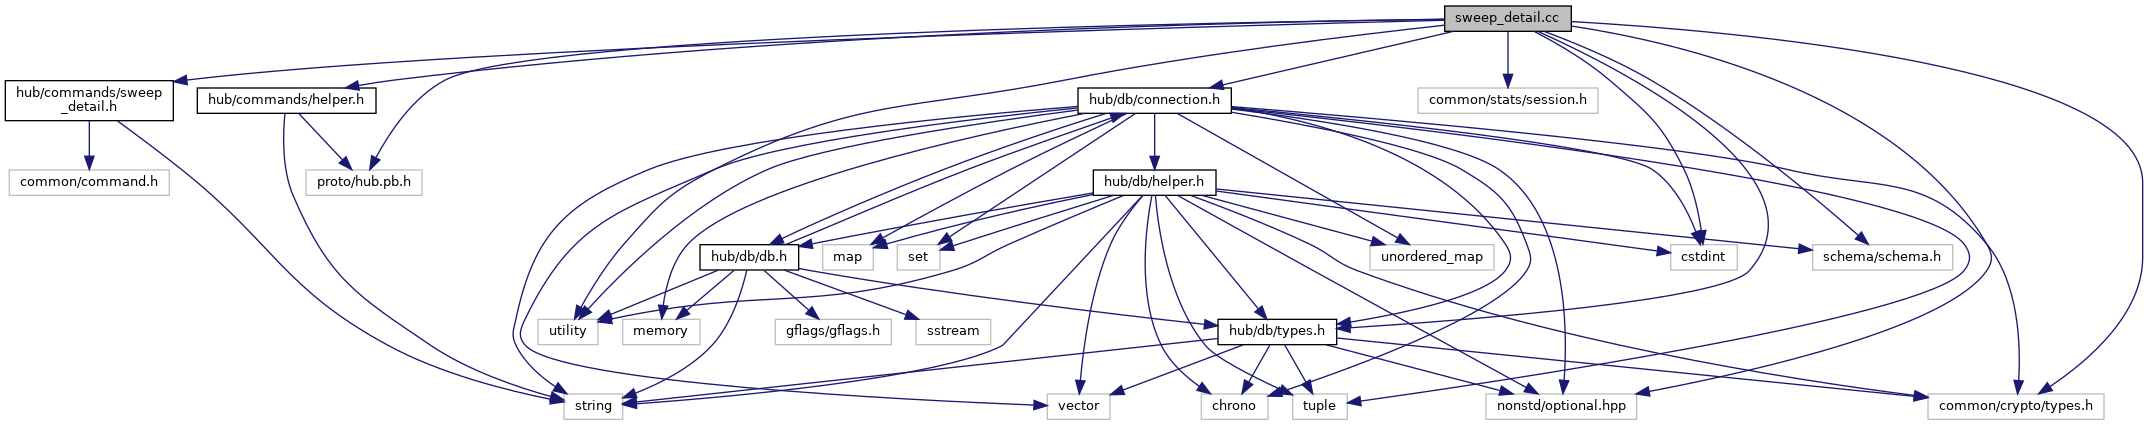 sweep_detail.cc
hub/commands/sweep
_detail.h
hub/commands/helper.h
hub/db/connection.h
common/stats/session.h
common/command.h
proto/hub.pb.h
hub/db/helper.h
hub/db/db.h
map
set
unordered_map
cstdint
schema/schema.h
utility
memory
gflags/gflags.h
sstream
hub/db/types.h
string
vector
chrono
tuple
nonstd/optional.hpp
common/crypto/types.h